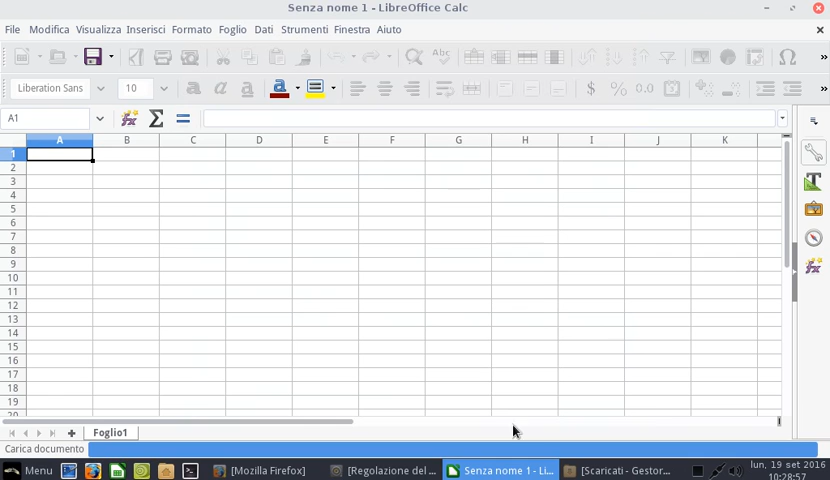 Senza nome 1 - LibreOffice Calc
File Modifica Visualizza Inserisci Formato Foglio Dati Strumenti Finestra Aiuto
Abc
Liberation Sans 10 a a a a $ % 0.0
A1
A B C D E F G H I J K
1
2
3
4
5
6
7
8
9
10
11
12
13
14
15
16
17
18
19
20
Foglio1
Carica documento
Menu [Mozilla Firefox] [Regolazione del ... Senza nome 1 - Li... [Scaricati - Gestor... lun, 19 set 2016
10:28:57